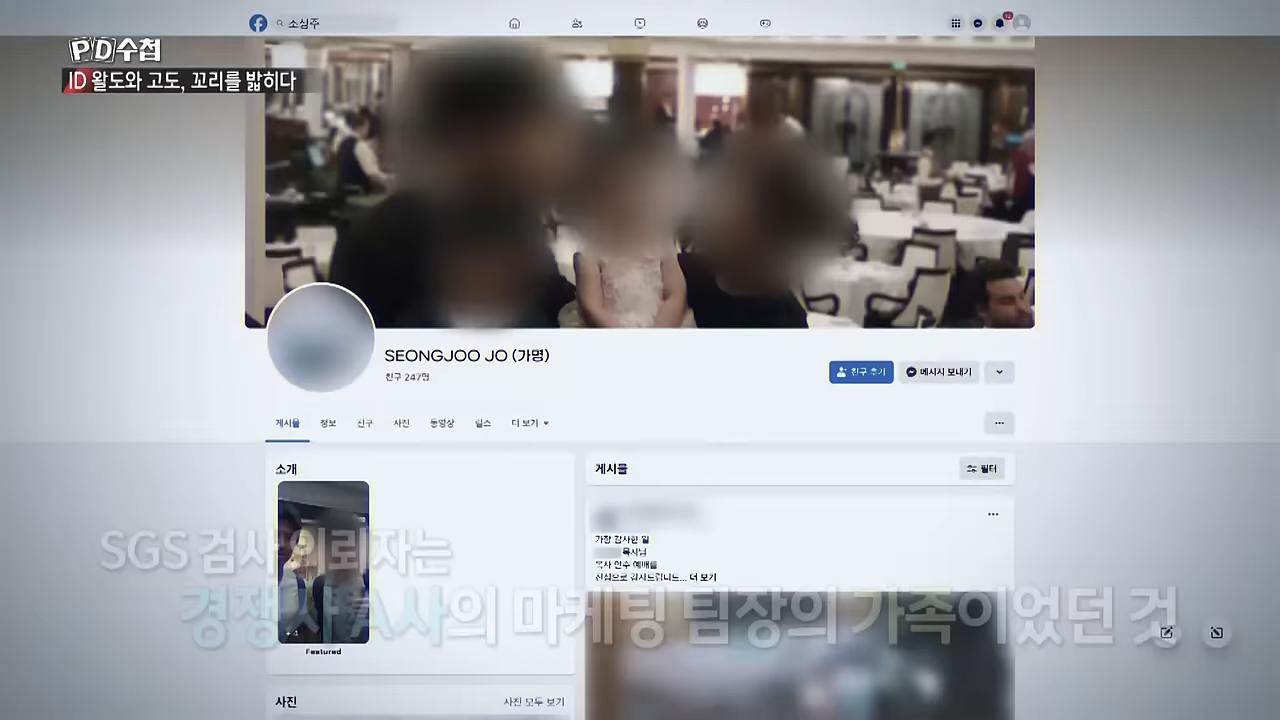 소싱주
PD수첩
ID 왈도와 고도, 꼬리를 밟히다
SEONGJOO JO (가명)
친구 247명
친구 추가
메시지 보내기
게시물
정보
친구
사진
동영상
릴스
더 보기
소개
게시물
필터
가장 감사한 일
목사님
목사 안수 예배를
진심으로 감사드립니다... 더 보기
SGS 검사 의뢰자는
경쟁사 A사의 마케팅 팀장의 가족이었던 것
+4
Featured
사진
사진 모두 보기